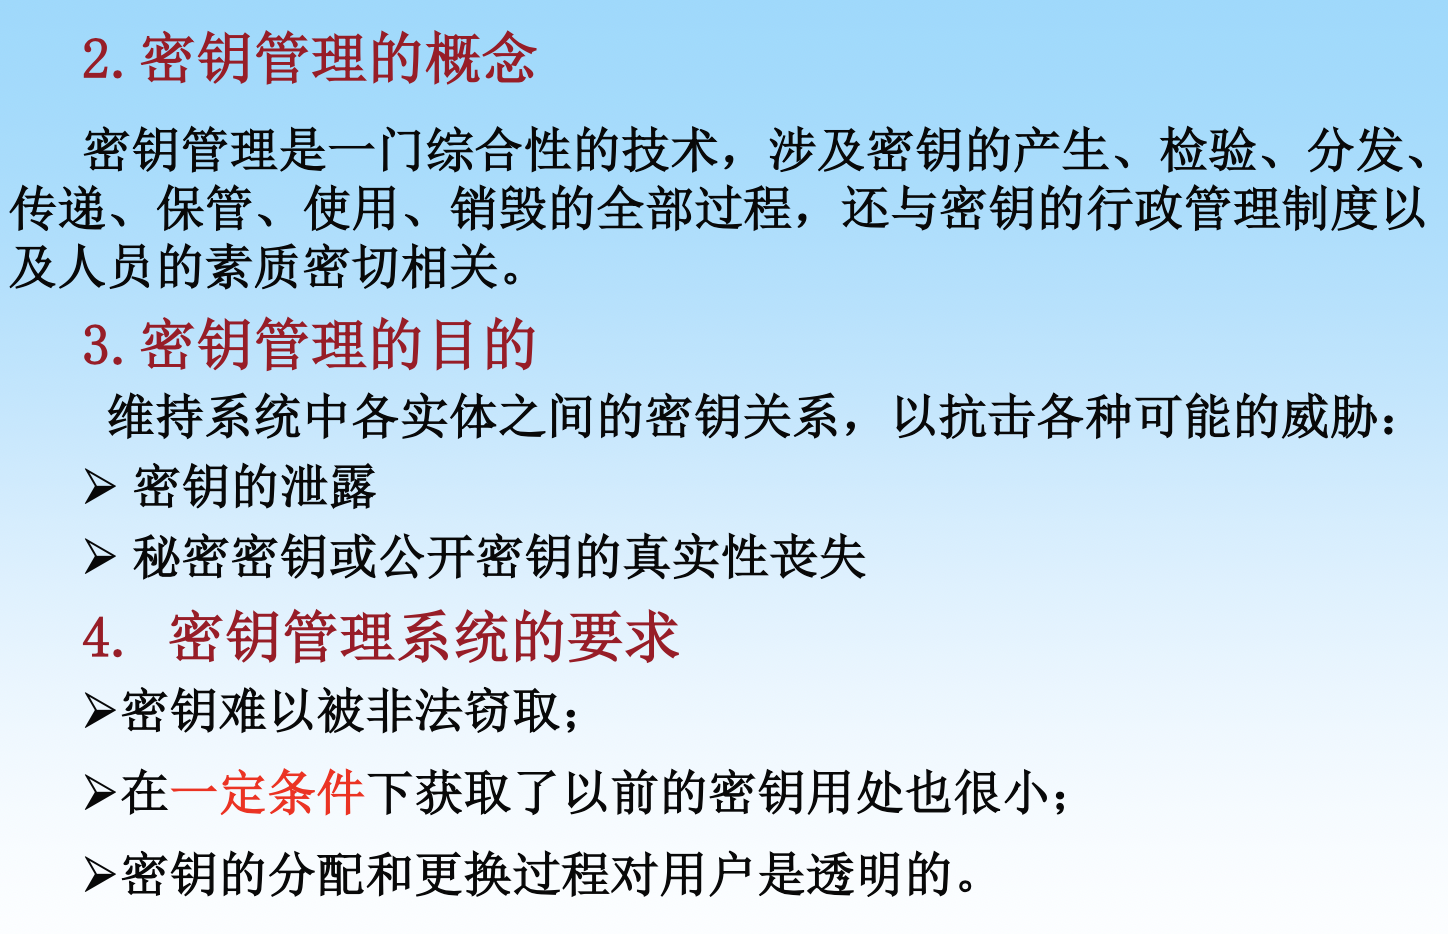 2.密钥管理的概念
密钥管理是一门综合性的技术，涉及密钥的产生、检验、分发、
传递、保管、使用、销毁的全部过程，还与密钥的行政管理制度以
及人员的素质密切相关。
3.密钥管理的目的
维持系统中各实体之间的密钥关系，以抗击各种可能的威胁：
➢ 密钥的泄露
➢ 秘密密钥或公开密钥的真实性丧失
4. 密钥管理系统的要求
➢密钥难以被非法窃取；
➢在一定条件下获取了以前的密钥用处也很小；
➢密钥的分配和更换过程对用户是透明的。